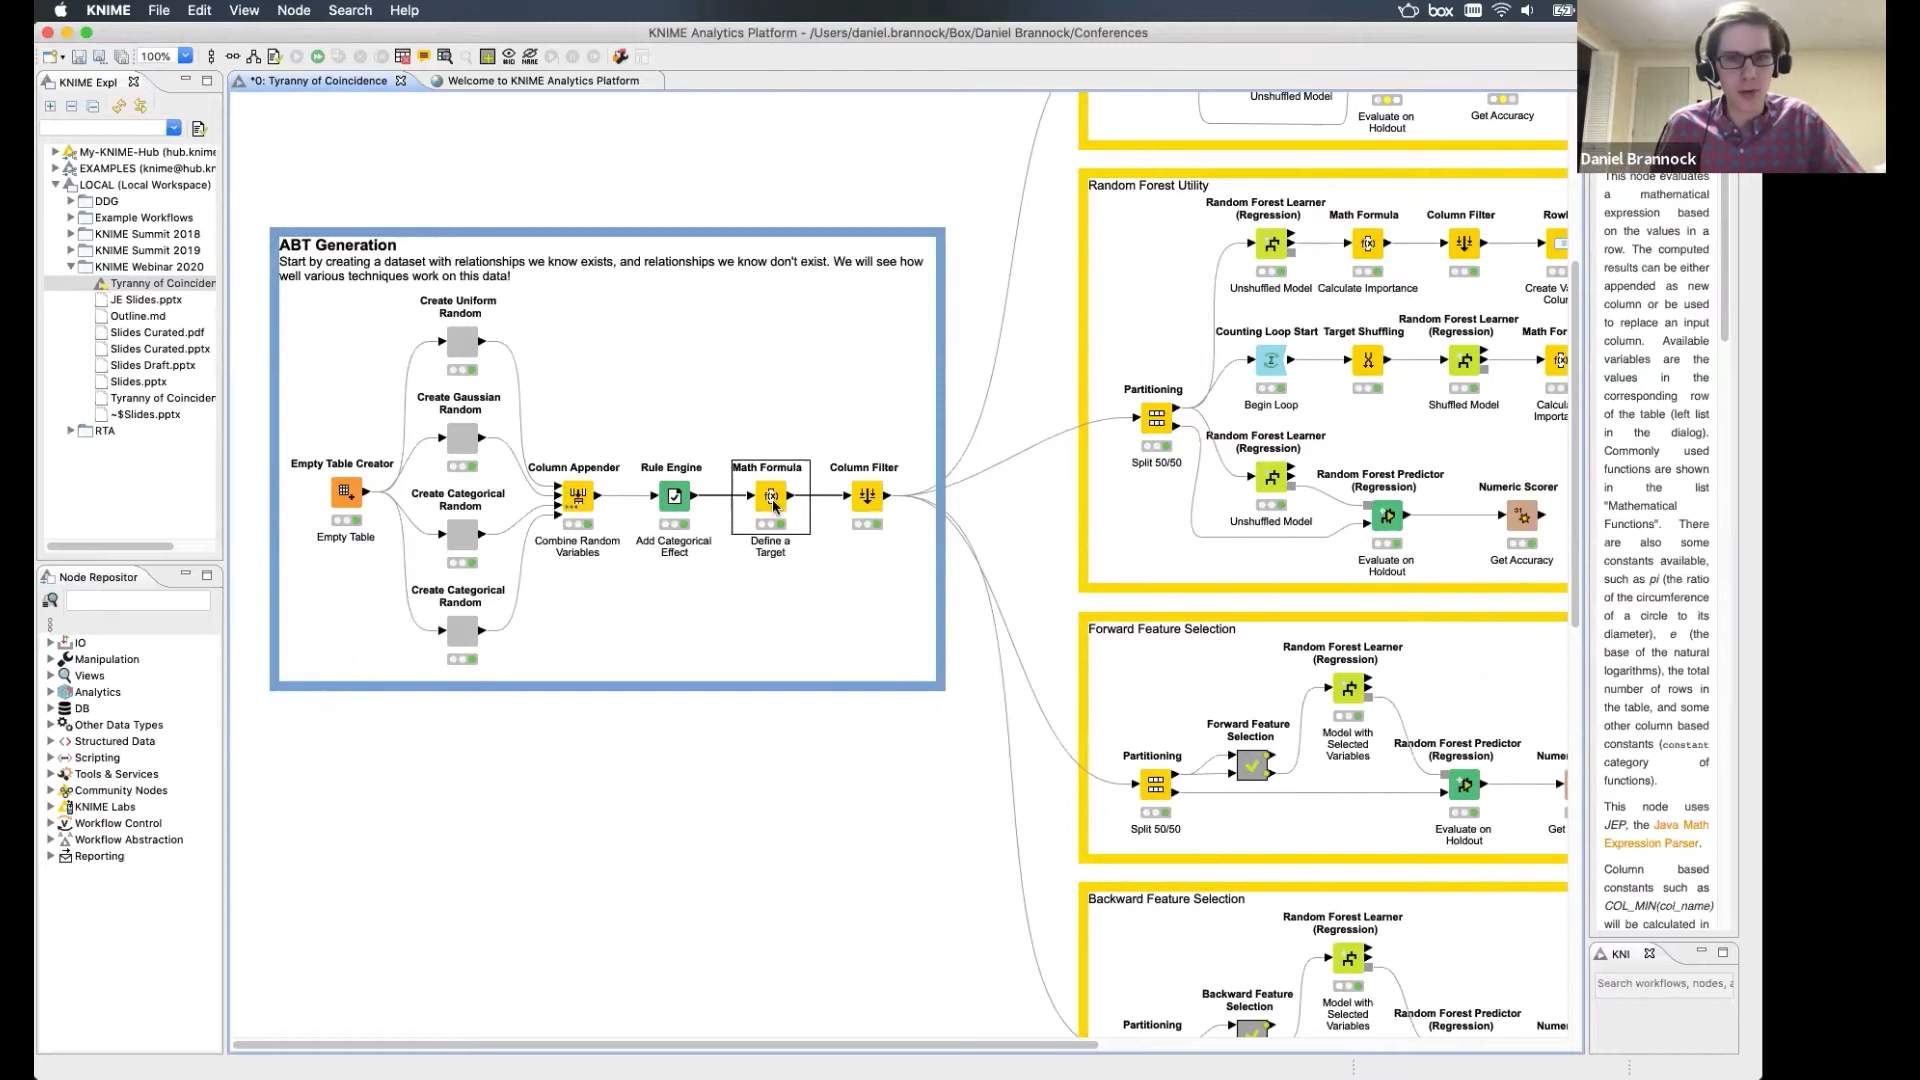 KNIME File Edit View Node Search Help
box
KNIME Analytics Platform - /Users/daniel.brannock/Box/Daniel Brannock/Conferences
100%
KNIME Expl
*0: Tyranny of Coincidence
Welcome to KNIME Analytics Platform
My-KNIME-Hub (hub.knime
EXAMPLES (knime@hub.kr
LOCAL (Local Workspace)
DDG
Example Workflows
KNIME Summit 2018
KNIME Summit 2019
KNIME Webinar 2020
Tyranny of Coinciden
JE Slides.pptx
Outline.md
Slides Curated.pdf
Slides Curated.pptx
Slides Draft.pptx
Slides.pptx
Tyranny of Coinciden
~$Slides.pptx
RTA
Node Repositor
IO
Manipulation
Views
Analytics
DB
Other Data Types
Structured Data
Scripting
Tools & Services
Community Nodes
KNIME Labs
Workflow Control
Workflow Abstraction
Reporting
ABT Generation
Start by creating a dataset with relationships we know exists, and relationships we know don't exist. We will see how
well various techniques work on this data!
Create Uniform
Random
Create Gaussian
Random
Empty Table Creator
Empty Table
Create Categorical
Random
Create Categorical
Random
Column Appender
Combine Random
Variables
Rule Engine
Add Categorical
Effect
Math Formula
Define a
Target
Column Filter
Unshuffled Model
Evaluate on
Holdout
Get Accuracy
Random Forest Utility
Random Forest Learner
(Regression)
Unshuffled Model
Math Formula
Calculate Importance
Column Filter
Row
Create Va
Colu
Counting Loop Start
Begin Loop
Target Shuffling
Random Forest Learner
(Regression)
Shuffled Model
Math For
Calcul
Importa
Partitioning
Split 50/50
Random Forest Learner
(Regression)
Unshuffled Model
Random Forest Predictor
(Regression)
Evaluate on
Holdout
Numeric Scorer
Get Accuracy
Forward Feature Selection
Random Forest Learner
(Regression)
Model with
Selected
Variables
Forward Feature
Selection
Partitioning
Split 50/50
Random Forest Predictor
(Regression)
Evaluate on
Holdout
Nume
Get
Backward Feature Selection
Random Forest Learner
(Regression)
Model with
Selected
Variables
Backward Feature
Selection
Partitioning
Random Forest Predictor
(Regression)
Nume
Daniel Brannock
This node evaluates
a mathematical
expression based
on the values in a
row. The computed
results can be either
appended as new
column or be used
to replace an input
column. Available
variables are the
values in the
corresponding row
of the table (left list
in the dialog).
Commonly used
functions are shown
in the list
"Mathematical
Functions". There
are also some
constants available,
such as pi (the ratio
of the circumference
of a circle to its
diameter), e (the
base of the natural
logarithms), the total
number of rows in
the table, and some
other column based
constants (constant
category of
functions).
This node uses
JEP, the Java Math
Expression Parser.
Column based
constants such as
COL_MIN(col_name)
will be calculated in
KNI
Search workflows, nodes, a